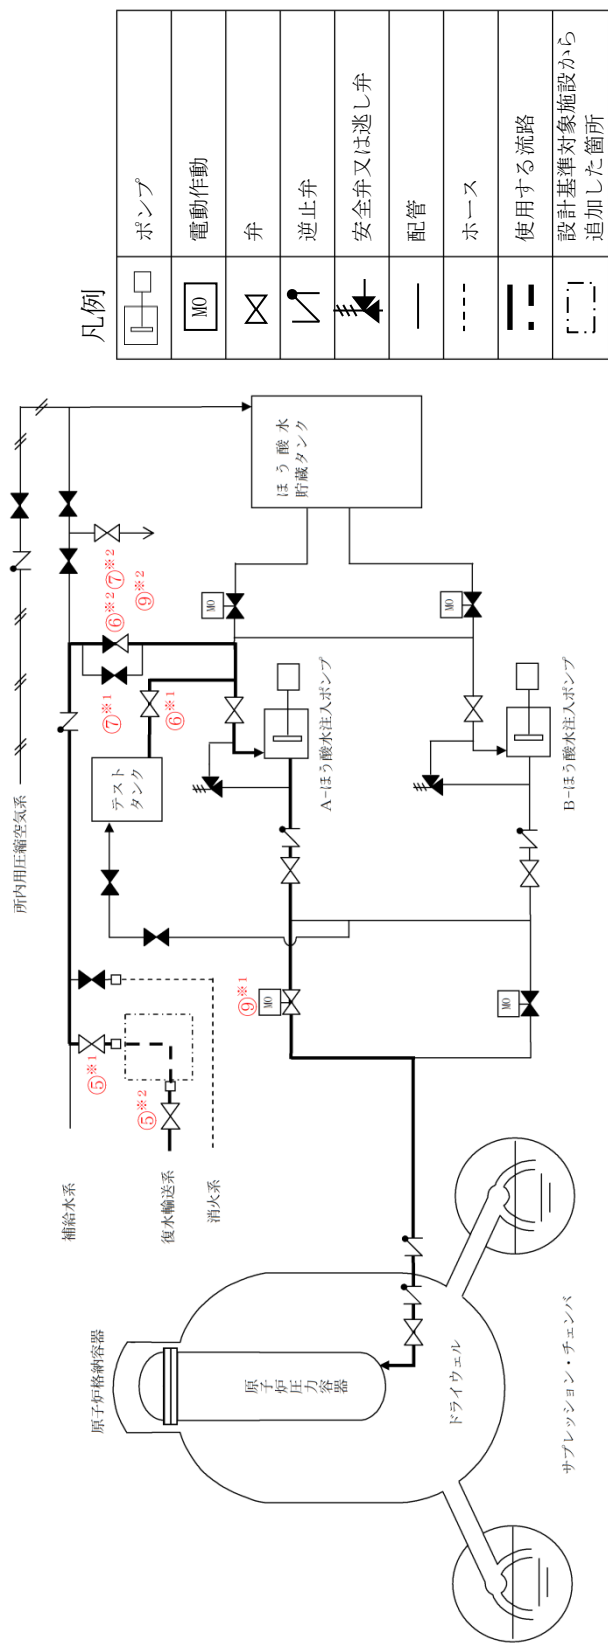 凡例
ポンプ
MO
電動作動
弁
逆止弁
安全弁又は逃し弁
配管
ホース
使用する流路
設計基準対象施設から
追加した箇所
所内用圧縮空気系
補給水系
復水輸送系
消火系
⑤※1
⑤※2
⑥※2⑦※2
⑨※2
⑦※1
⑥※1
⑨※1
テスト
タンク
ほう酸水
貯蔵タンク
MO
MO
MO
MO
A-ほう酸水注入ポンプ
B-ほう酸水注入ポンプ
原子炉格納容器
原子炉圧力容器
ドライウェル
サプレッション・チェンバ